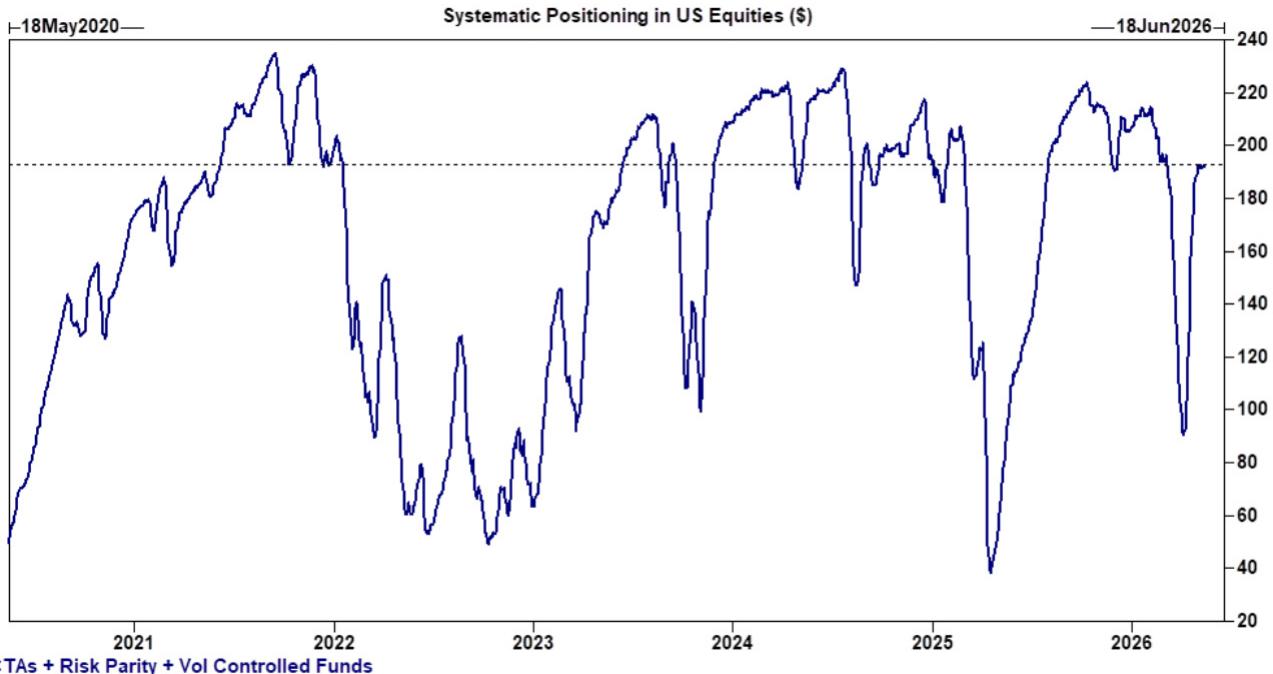 Systematic Positioning in US Equities ($)
18May2020
18Jun2026
240
220
200
180
160
140
120
100
80
60
40
20
2021 2022 2023 2024 2025 2026
TAs + Risk Parity + Vol Controlled Funds